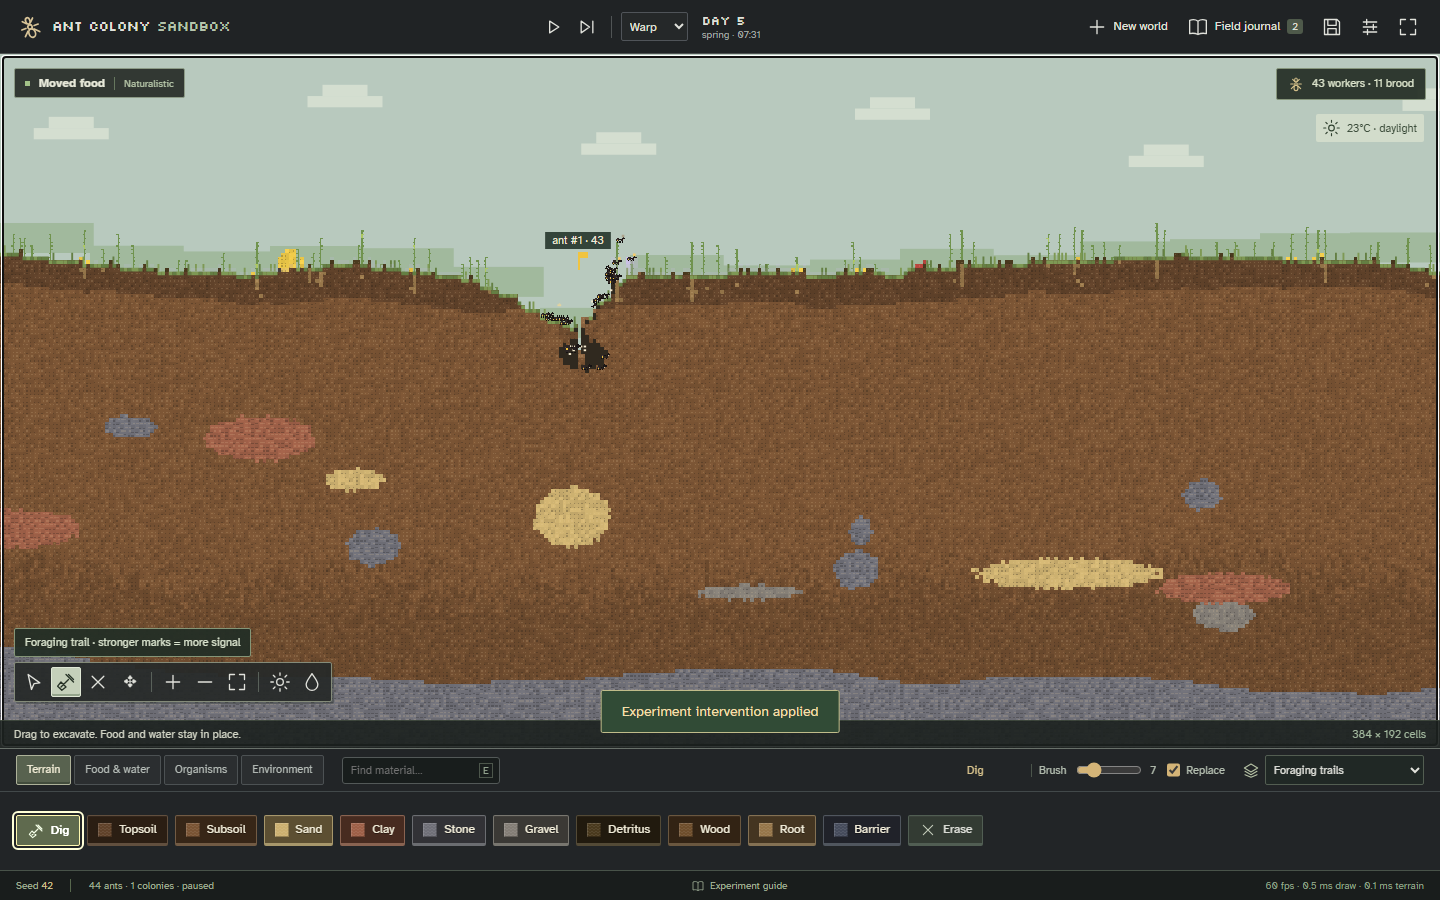 ANT COLONY SANDBOX
Warp
DAY 5
spring · 07:31
New world
Field journal 2
Moved food
Naturalistic
43 workers · 11 brood
23°C · daylight
ant #1 · 43
Foraging trail · stronger marks = more signal
Experiment intervention applied
Drag to excavate. Food and water stay in place.
384 × 192 cells
Terrain
Food & water
Organisms
Environment
Find material...
E
Dig
Brush
7
Replace
Foraging trails
Dig
Topsoil
Subsoil
Sand
Clay
Stone
Gravel
Detritus
Wood
Root
Barrier
Erase
Seed 42
44 ants · 1 colonies · paused
Experiment guide
60 fps · 0.5 ms draw · 0.1 ms terrain